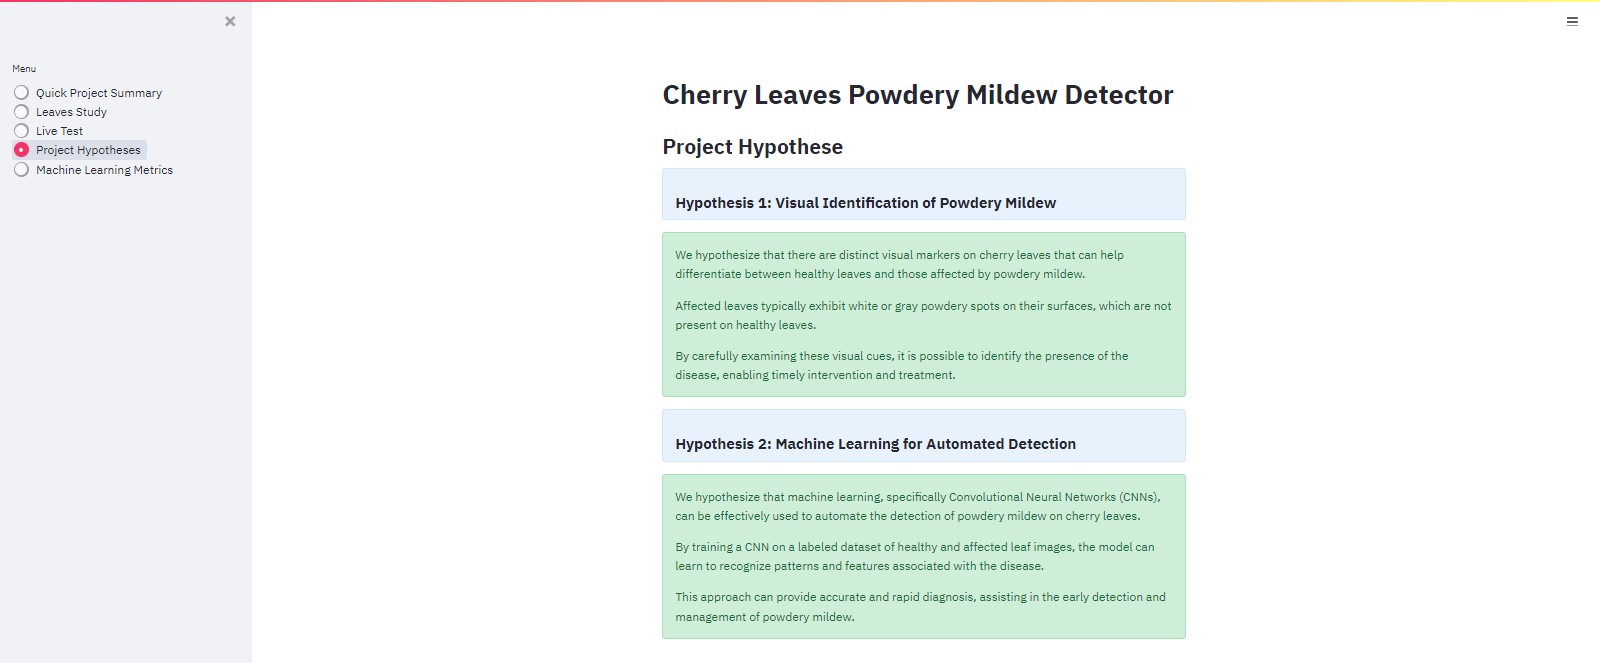 Menu
Quick Project Summary
Leaves Study
Live Test
Project Hypotheses
Machine Learning Metrics
Cherry Leaves Powdery Mildew Detector
Project Hypothese
Hypothesis 1: Visual Identification of Powdery Mildew
We hypothesize that there are distinct visual markers on cherry leaves that can help
differentiate between healthy leaves and those affected by powdery mildew.
Affected leaves typically exhibit white or gray powdery spots on their surfaces, which are not
present on healthy leaves.
By carefully examining these visual cues, it is possible to identify the presence of the
disease, enabling timely intervention and treatment.
Hypothesis 2: Machine Learning for Automated Detection
We hypothesize that machine learning, specifically Convolutional Neural Networks (CNNs),
can be effectively used to automate the detection of powdery mildew on cherry leaves.
By training a CNN on a labeled dataset of healthy and affected leaf images, the model can
learn to recognize patterns and features associated with the disease.
This approach can provide accurate and rapid diagnosis, assisting in the early detection and
management of powdery mildew.